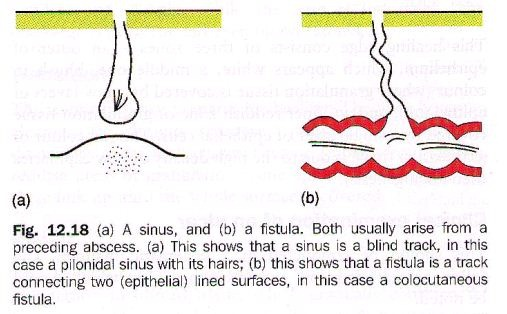 (a)
(b)
Fig. 12.18 (a) A sinus, and (b) a fistula. Both usually arise from a
preceding abscess. (a) This shows that a sinus is a blind track, in this
case a pilonidal sinus with its hairs; (b) this shows that a fistula is a track
connecting two (epithelial) lined surfaces, in this case a colocutaneous
fistula.